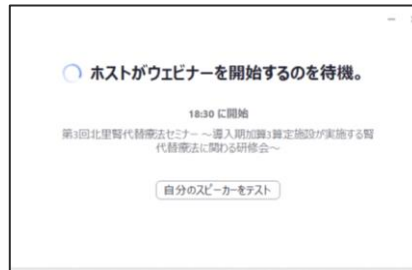 ホストがウェビナーを開始するのを待機。
18:30 に開始
第3回北里腎代替療法セミナー ～導入期加算3算定施設が実施する腎
代替療法に関わる研修会～
自分のスピーカーをテスト